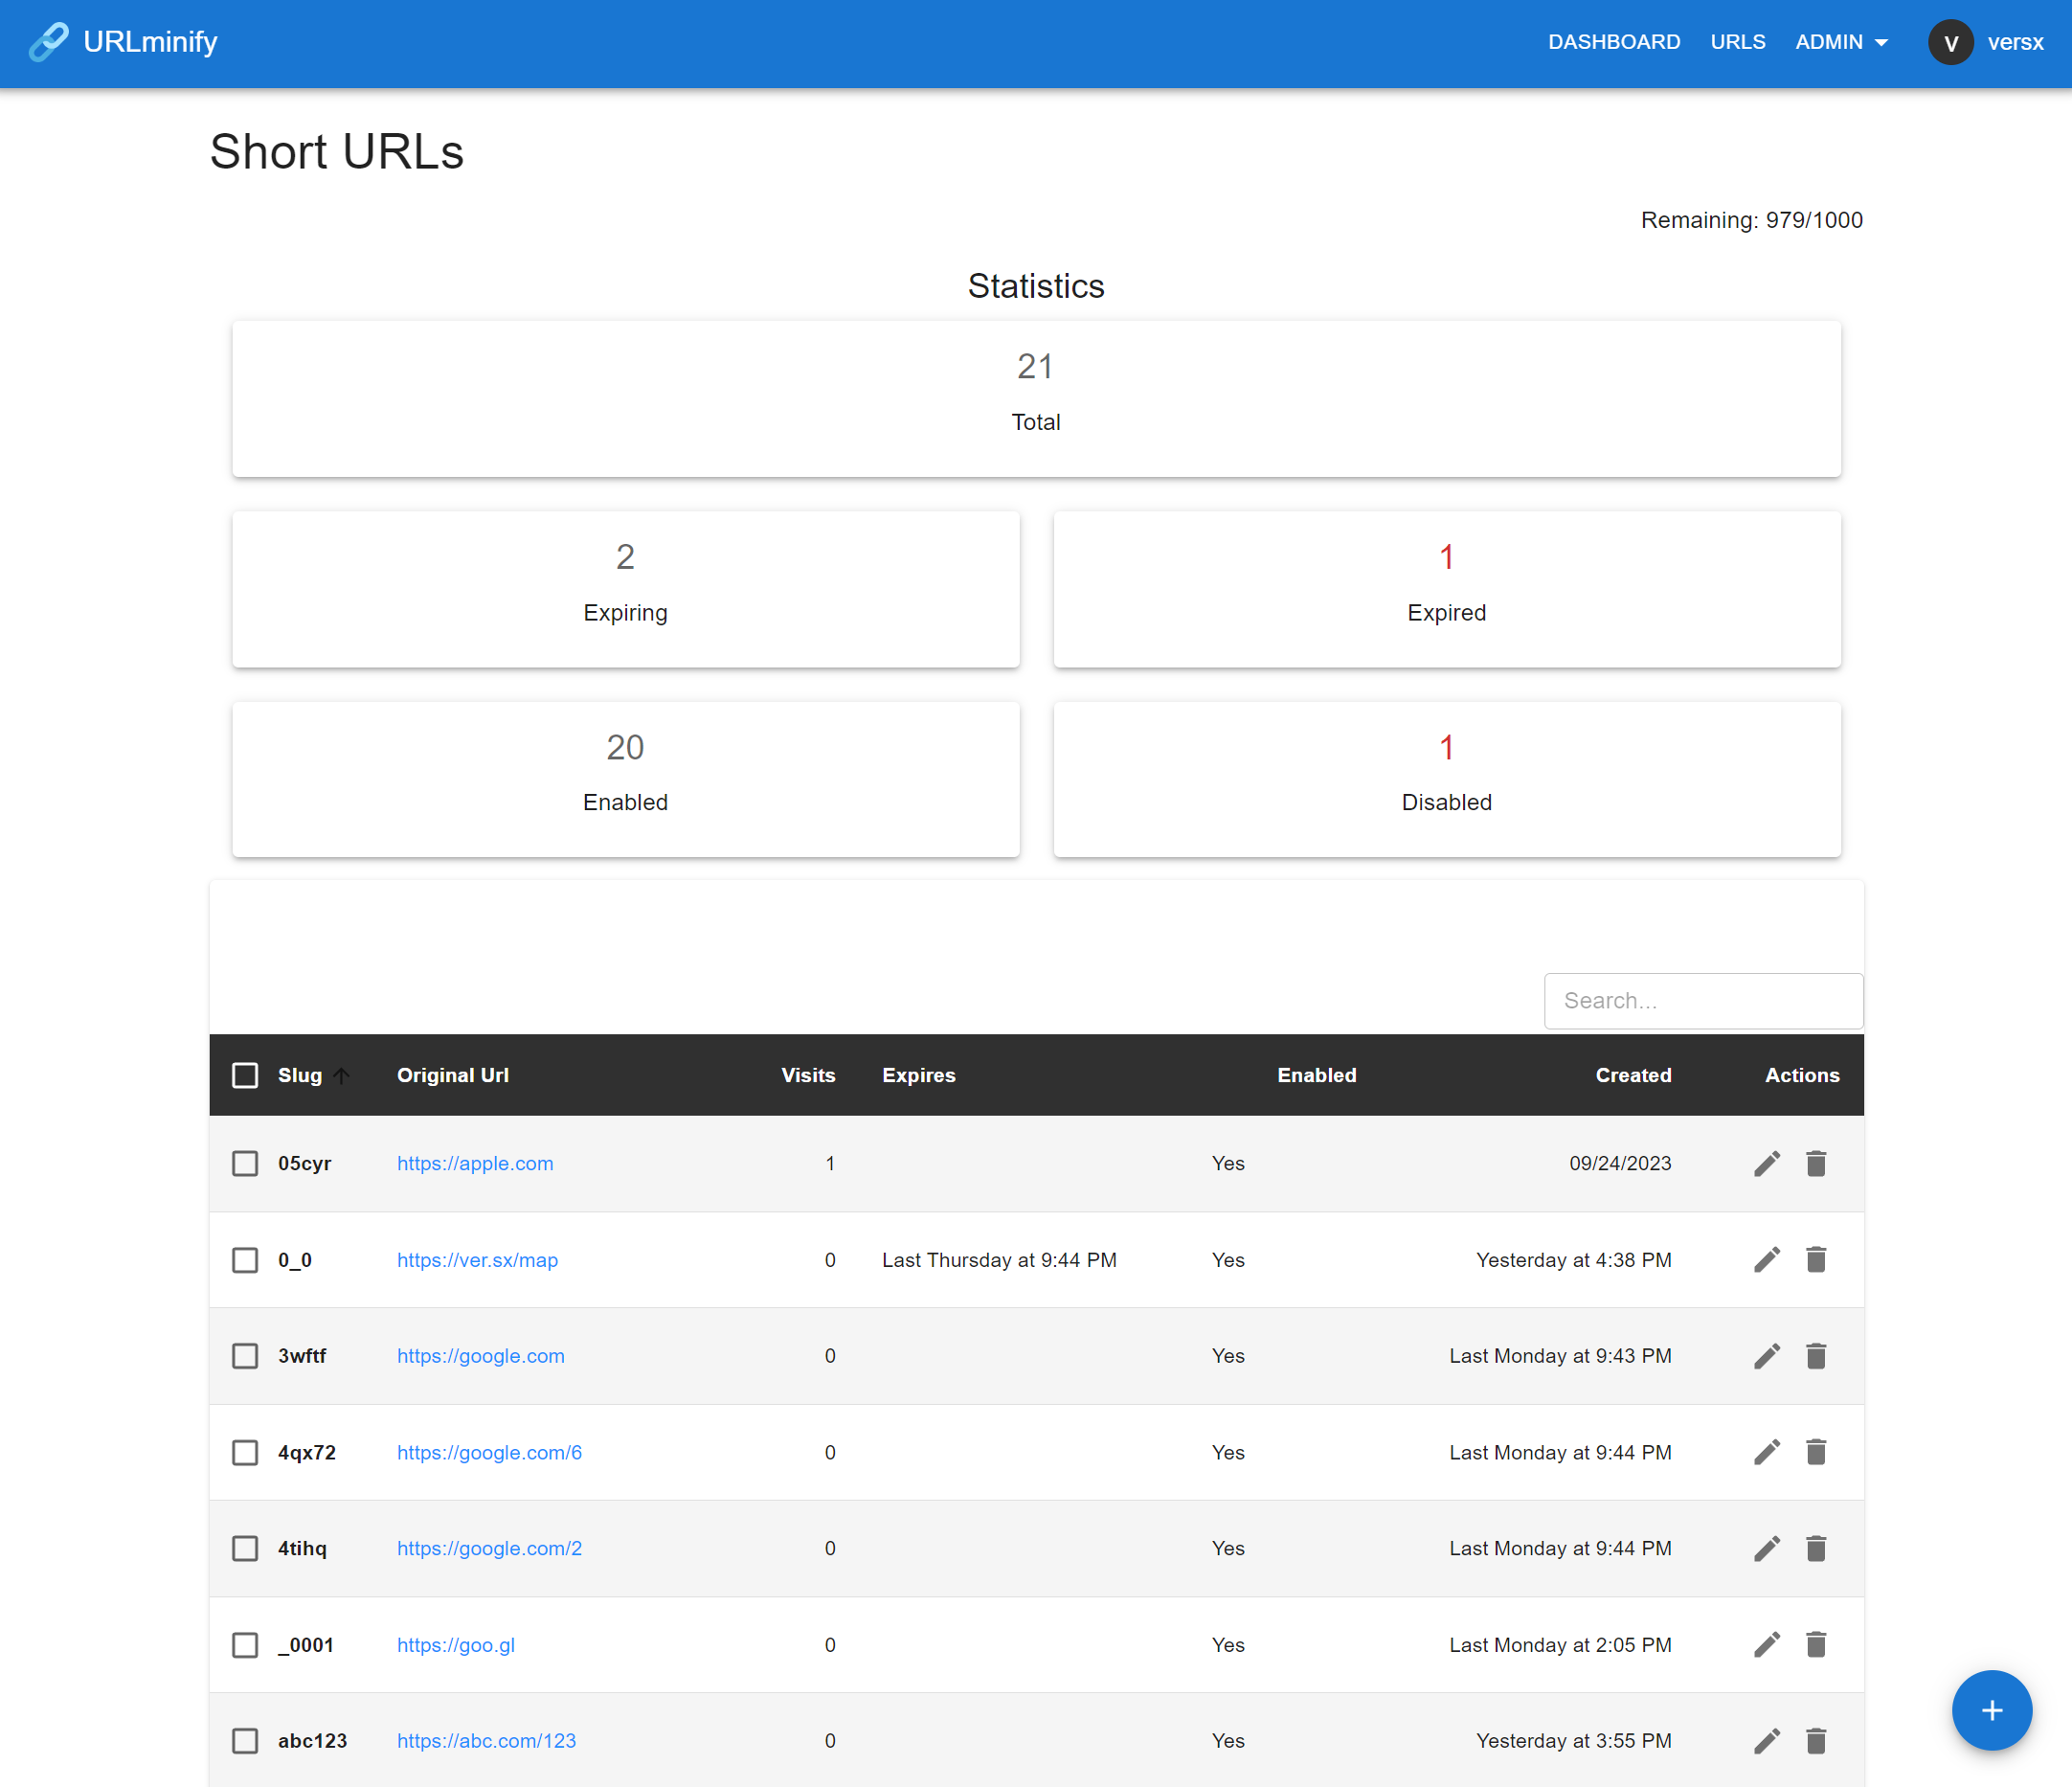 URLminify DASHBOARD URLS ADMIN V versx
Short URLs
Remaining: 979/1000
Statistics
21
Total
2
Expiring
1
Expired
20
Enabled
1
Disabled
Search...
Slug Original Url Visits Expires Enabled Created Actions
05cyr https://apple.com 1 Yes 09/24/2023
0_0 https://ver.sx/map 0 Last Thursday at 9:44 PM Yes Yesterday at 4:38 PM
3wftf https://google.com 0 Yes Last Monday at 9:43 PM
4qx72 https://google.com/6 0 Yes Last Monday at 9:44 PM
4tihq https://google.com/2 0 Yes Last Monday at 9:44 PM
_0001 https://goo.gl 0 Yes Last Monday at 2:05 PM
abc123 https://abc.com/123 0 Yes Yesterday at 3:55 PM